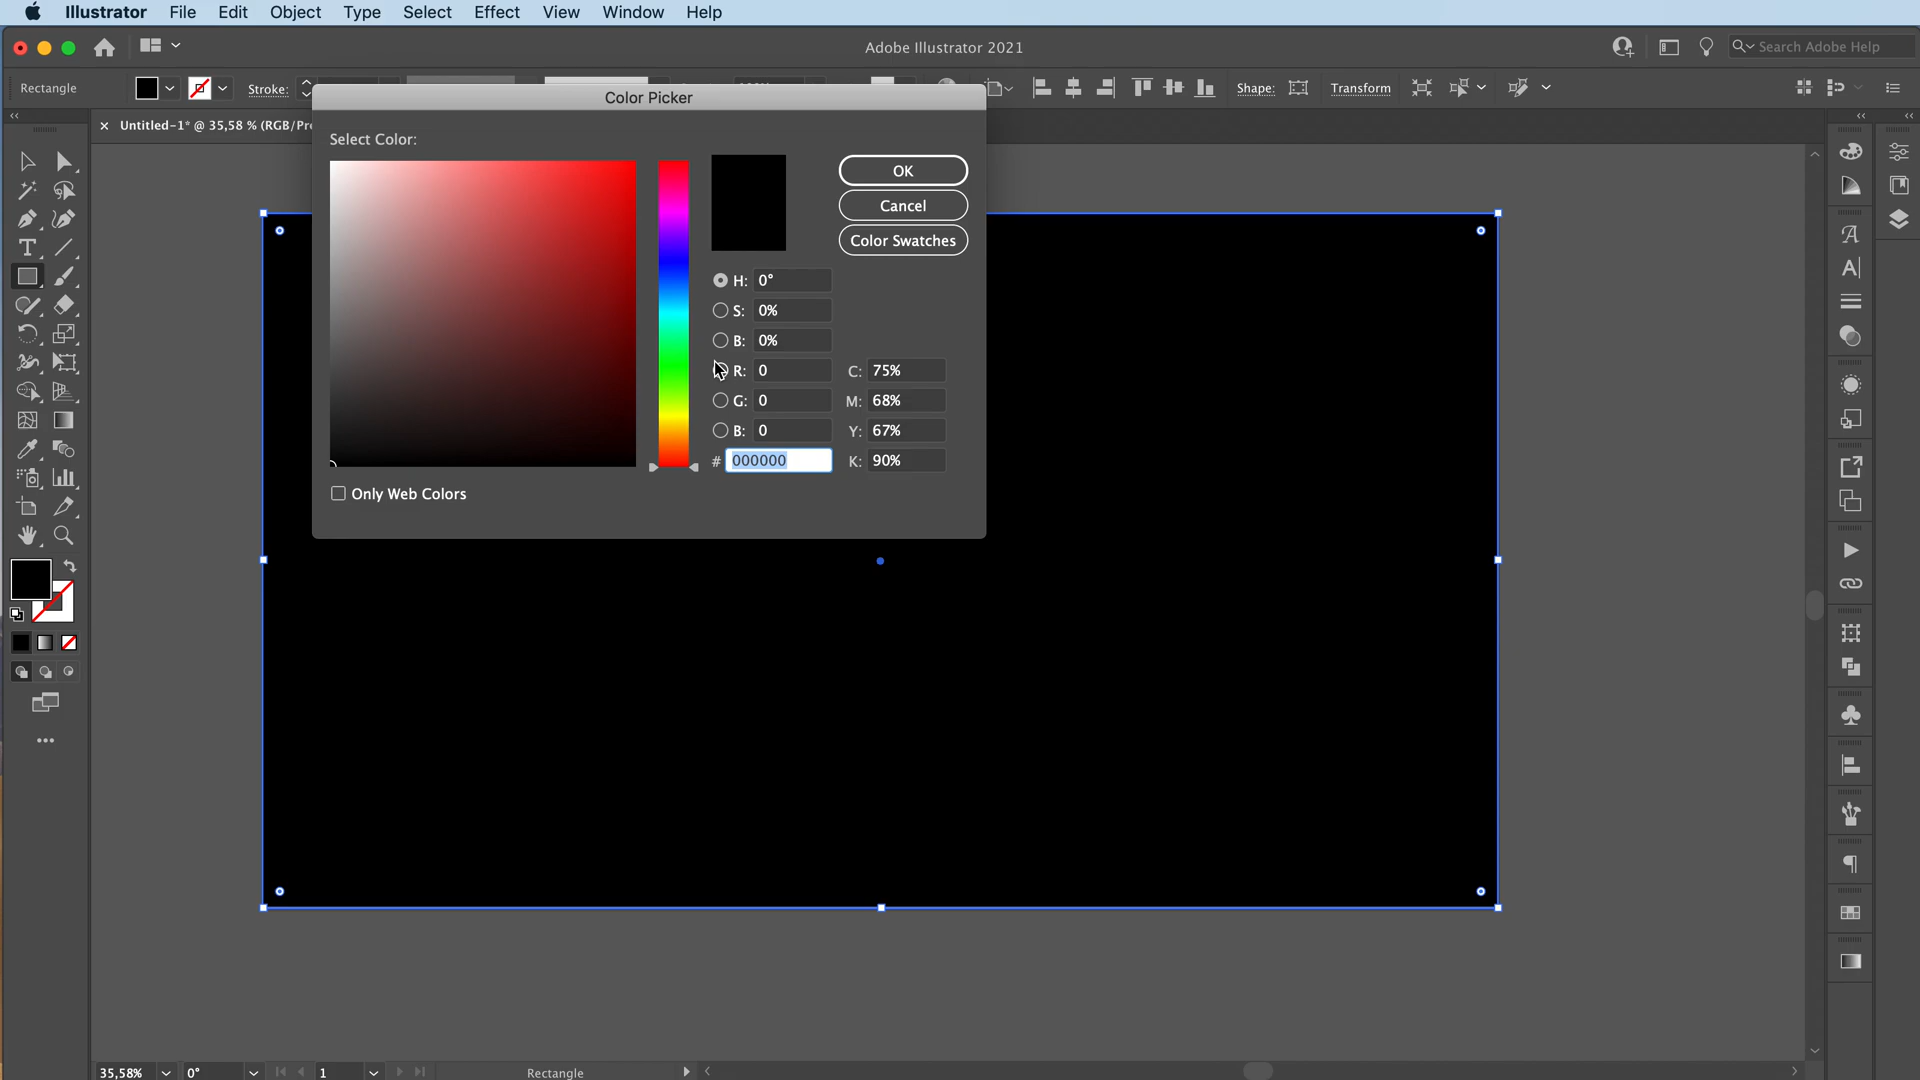 Illustrator File Edit Object Type Select Effect View Window Help
Adobe Illustrator 2021
Search Adobe Help
Rectangle
Stroke:
Shape:
Transform
Untitled-1* @ 35,58 % (RGB/Pr
Color Picker
Select Color:
OK
Cancel
Color Swatches
H: 0°
S: 0%
B: 0%
R: 0
C: 75%
G: 0
M: 68%
B: 0
Y: 67%
# 000000
K: 90%
Only Web Colors
35,58%
0°
1
Rectangle